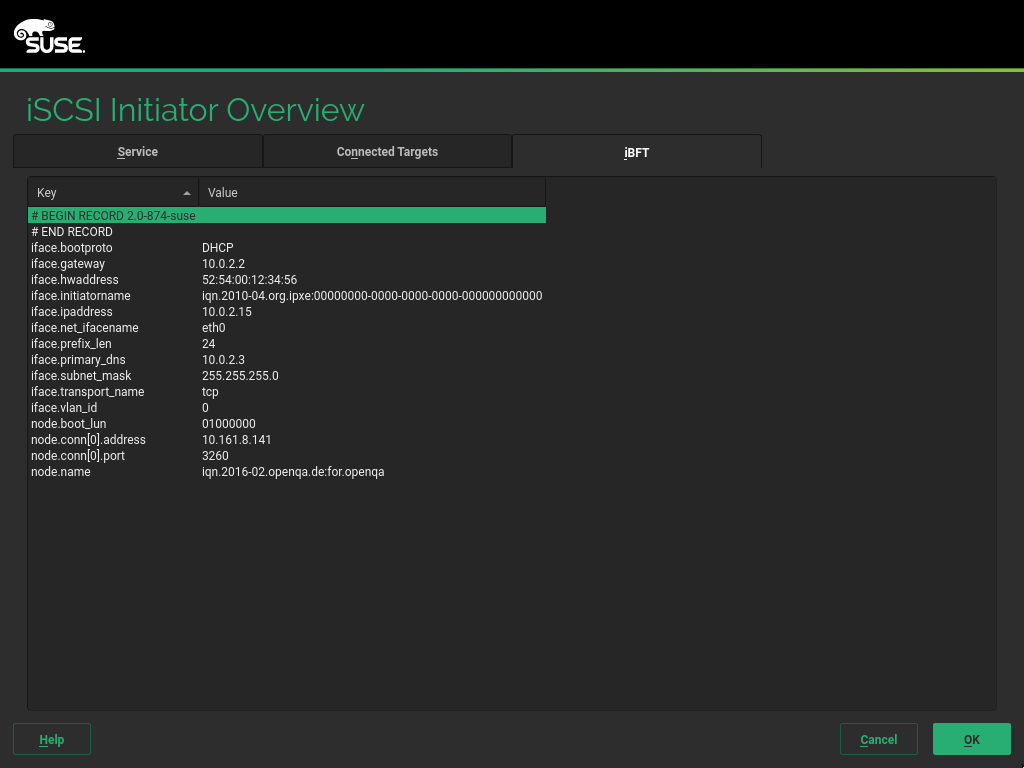 SUSE.
iSCSI Initiator Overview
Service Connected Targets iBFT
Key Value
# BEGIN RECORD 2.0-874-suse
# END RECORD
iface.bootproto DHCP
iface.gateway 10.0.2.2
iface.hwaddress 52:54:00:12:34:56
iface.initiatorname iqn.2010-04.org.ipxe:00000000-0000-0000-0000-000000000000
iface.ipaddress 10.0.2.15
iface.net_ifacename eth0
iface.prefix_len 24
iface.primary_dns 10.0.2.3
iface.subnet_mask 255.255.255.0
iface.transport_name tcp
iface.vlan_id 0
node.boot_lun 01000000
node.conn[0].address 10.161.8.141
node.conn[0].port 3260
node.name iqn.2016-02.openqa.de:for.openqa
Help Cancel OK